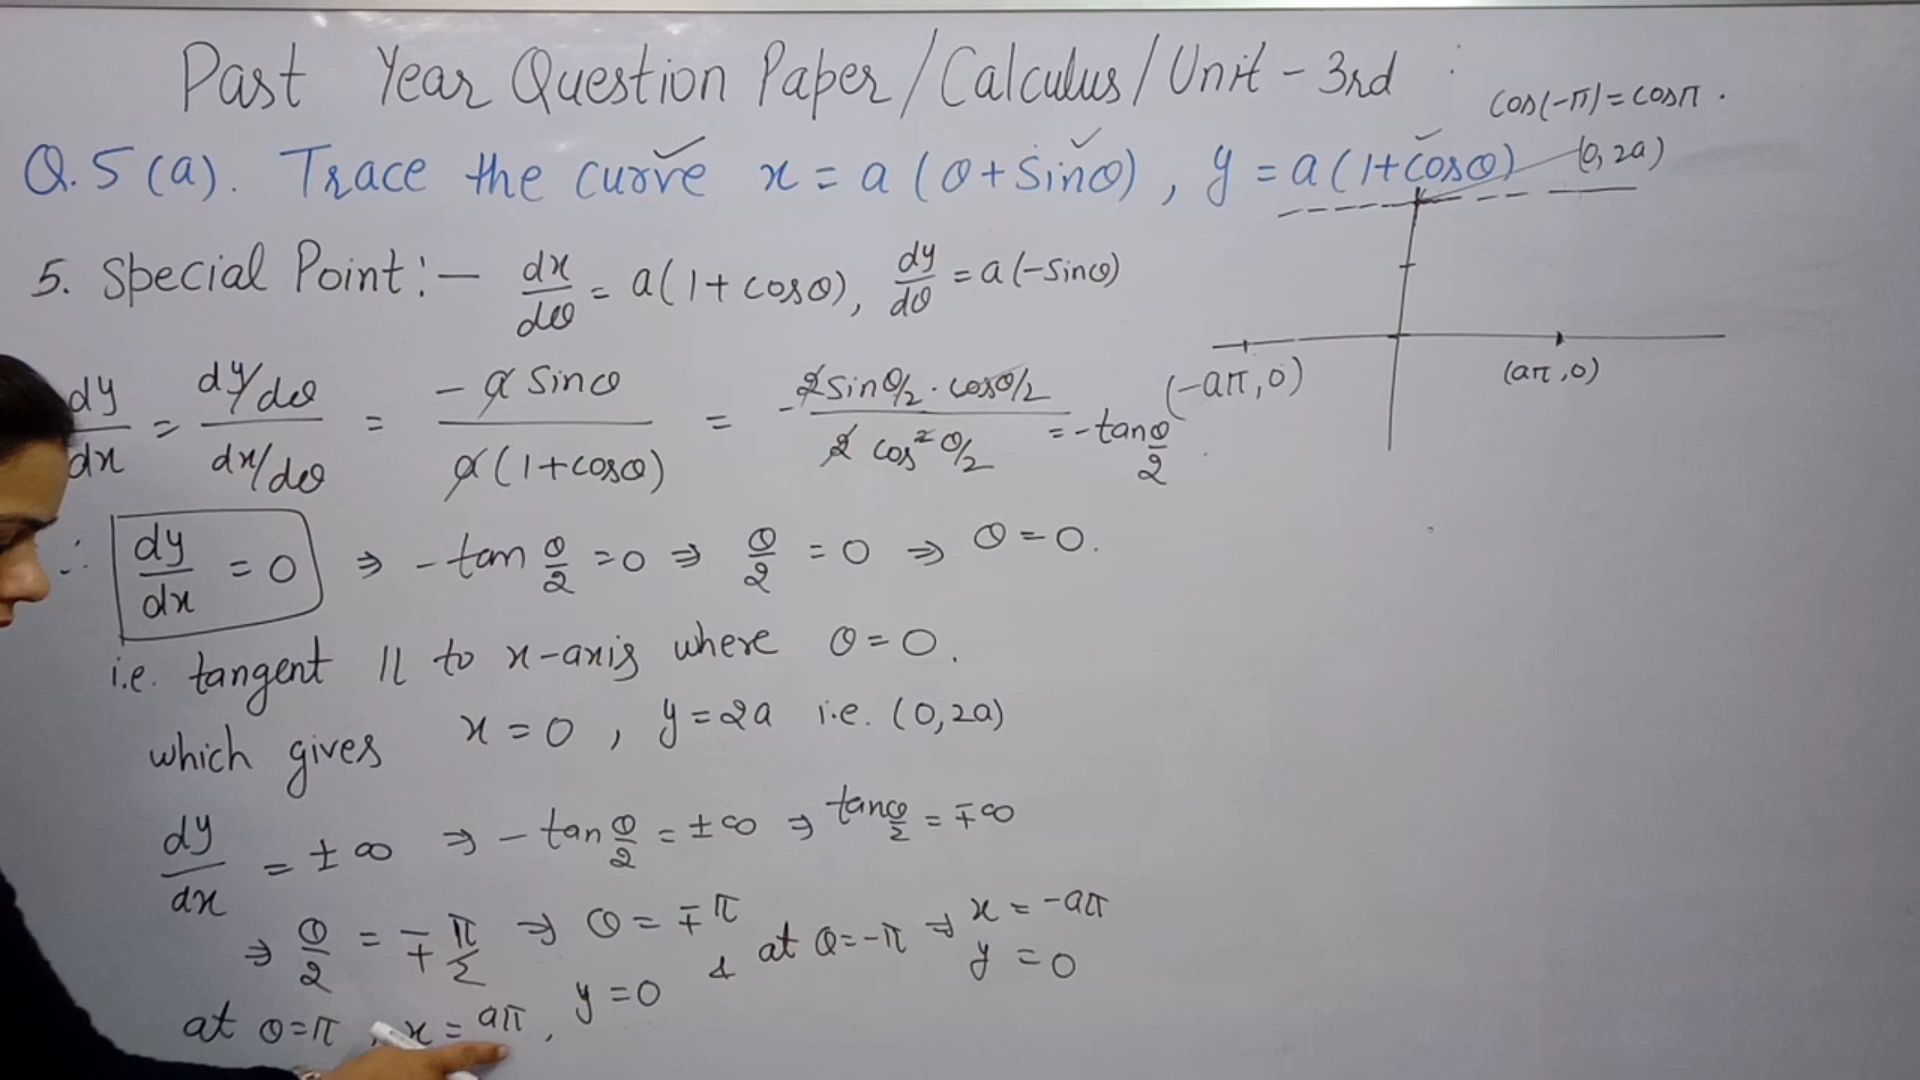 Past Year Question Paper/Calculus/Unit-3rd
cos(-π)=cosπ.
Q.5(a). Trace the curve x=a(θ+Sinθ), y=a(1+cosθ)
(0,2a)
5. Special Point:- dx/dθ = a(1+cosθ), dy/dθ = a(-sinθ)
(-aπ,0) (aπ,0)
dy/dx = (dy/dθ)/(dx/dθ) = -a Sinθ / a(1+cosθ) = - 2sinθ/2 . cosθ/2 / 2 cos² θ/2 = -tan θ/2
∴ dy/dx = 0 ⇒ -tan θ/2 = 0 ⇒ θ/2 = 0 ⇒ θ=0.
i.e. tangent || to x-axis where θ=0.
which gives x=0, y=2a i.e. (0,2a)
dy/dx = ±∞ ⇒ -tan θ/2 = ±∞ ⇒ tan θ/2 = ∓∞
⇒ θ/2 = ∓ π/2 ⇒ θ = ∓π
at θ=π, x=aπ, y=0 & at θ=-π ⇒ x=-aπ
y=0